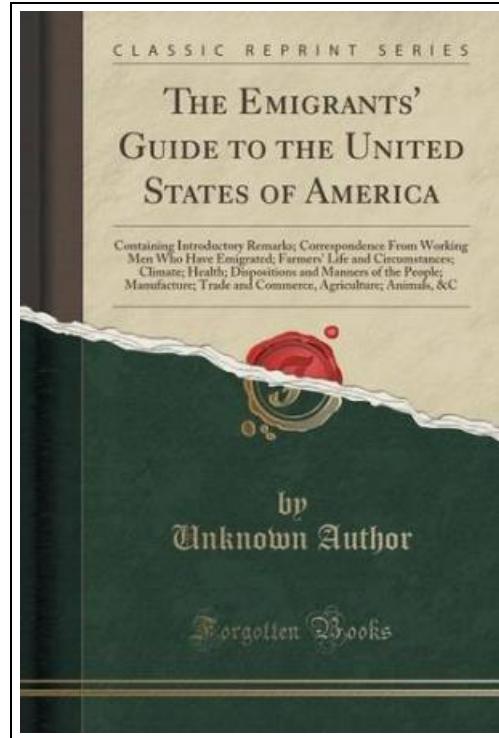 CLASSIC REPRINT SERIES
THE EMIGRANTS'
GUIDE TO THE UNITED
STATES OF AMERICA
Containing Introductory Remarks; Correspondence From Working
Men Who Have Emigrated; Farmers' Life and Circumstances;
Climate; Health; Dispositions and Manners of the People;
Manufacture; Trade and Commerce, Agriculture; Animals, &C
by
Unknown Author
Forgotten Books